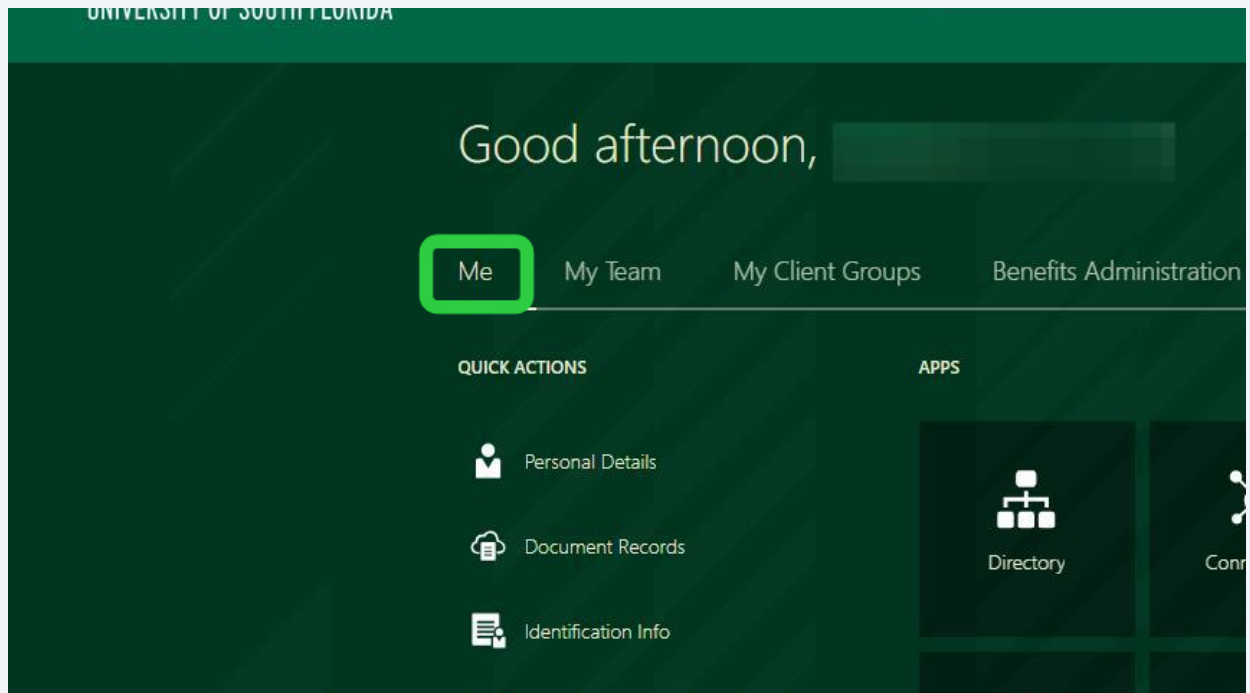 UNIVERSITY OF SOUTH FLORIDA
Good afternoon,
Me My Team My Client Groups Benefits Administration
QUICK ACTIONS
Personal Details
Document Records
Identification Info
APPS
Directory